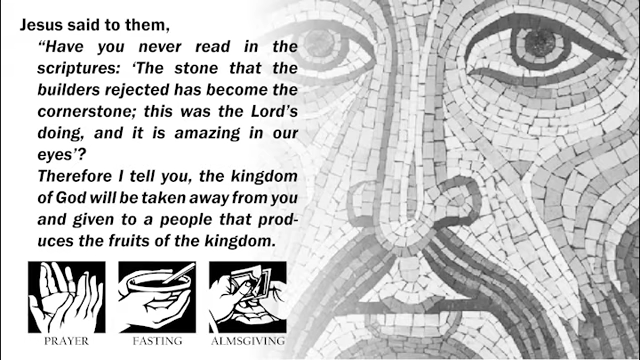 Jesus said to them,
“Have you never read in the
scriptures: ‘The stone that the
builders rejected has become the
cornerstone; this was the Lord’s
doing, and it is amazing in our
eyes’?
Therefore I tell you, the kingdom
of God will be taken away from you
and given to a people that prod-
uces the fruits of the kingdom.
PRAYER FASTING ALMSGIVING